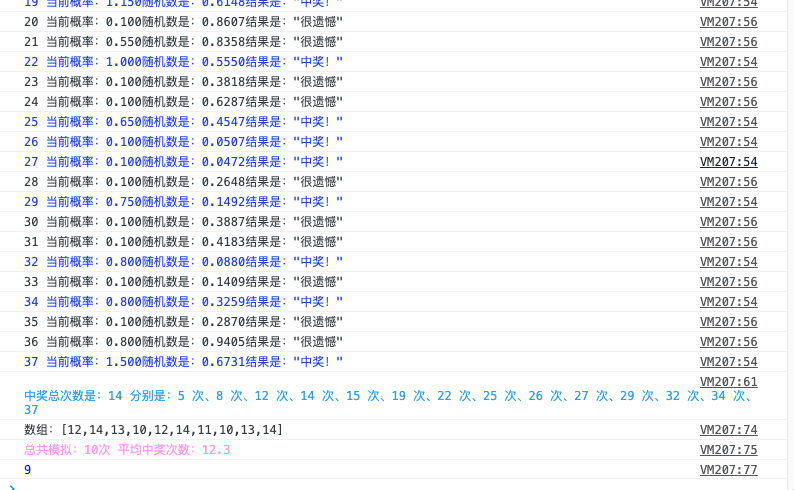 19 当前概率：1.150随机数是：0.6148结果是："中奖！" VM207:54
20 当前概率：0.100随机数是：0.8607结果是："很遗憾" VM207:56
21 当前概率：0.550随机数是：0.8358结果是："很遗憾" VM207:56
22 当前概率：1.000随机数是：0.5550结果是："中奖！" VM207:54
23 当前概率：0.100随机数是：0.3818结果是："很遗憾" VM207:56
24 当前概率：0.100随机数是：0.6287结果是："很遗憾" VM207:56
25 当前概率：0.650随机数是：0.4547结果是："中奖！" VM207:54
26 当前概率：0.100随机数是：0.0507结果是："中奖！" VM207:54
27 当前概率：0.100随机数是：0.0472结果是："中奖！" VM207:54
28 当前概率：0.100随机数是：0.2648结果是："很遗憾" VM207:56
29 当前概率：0.750随机数是：0.1492结果是："中奖！" VM207:54
30 当前概率：0.100随机数是：0.3887结果是："很遗憾" VM207:56
31 当前概率：0.100随机数是：0.4183结果是："很遗憾" VM207:56
32 当前概率：0.800随机数是：0.0880结果是："中奖！" VM207:54
33 当前概率：0.100随机数是：0.1409结果是："很遗憾" VM207:56
34 当前概率：0.800随机数是：0.3259结果是："中奖！" VM207:54
35 当前概率：0.100随机数是：0.2870结果是："很遗憾" VM207:56
36 当前概率：0.800随机数是：0.9405结果是："很遗憾" VM207:56
37 当前概率：1.500随机数是：0.6731结果是："中奖！" VM207:54
VM207:61
中奖总次数是：14 分别是：5 次、8 次、12 次、14 次、15 次、19 次、22 次、25 次、26 次、27 次、29 次、32 次、34 次、
37
数组：[12,14,13,10,12,14,11,10,13,14] VM207:74
总共模拟：10次 平均中奖次数：12.3 VM207:75
9 VM207:77